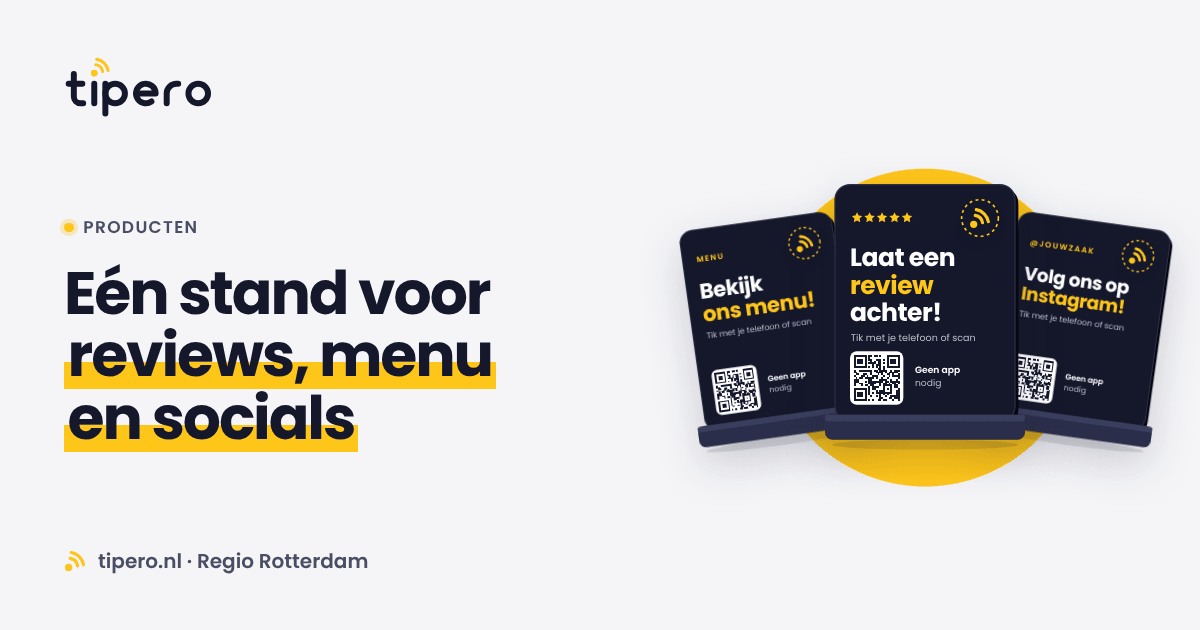 tipero
PRODUCTEN
Eén stand voor
reviews, menu
en socials
tipero.nl · Regio Rotterdam
MENU
Bekijk
ons menu!
Tik met je telefoon of scan
Geen app
nodig
Laat een
review
achter!
Tik met je telefoon of scan
Geen app
nodig
@JOUWZAAK
Volg ons op
Instagram!
Tik met je telefoon of scan
Geen app
nodig